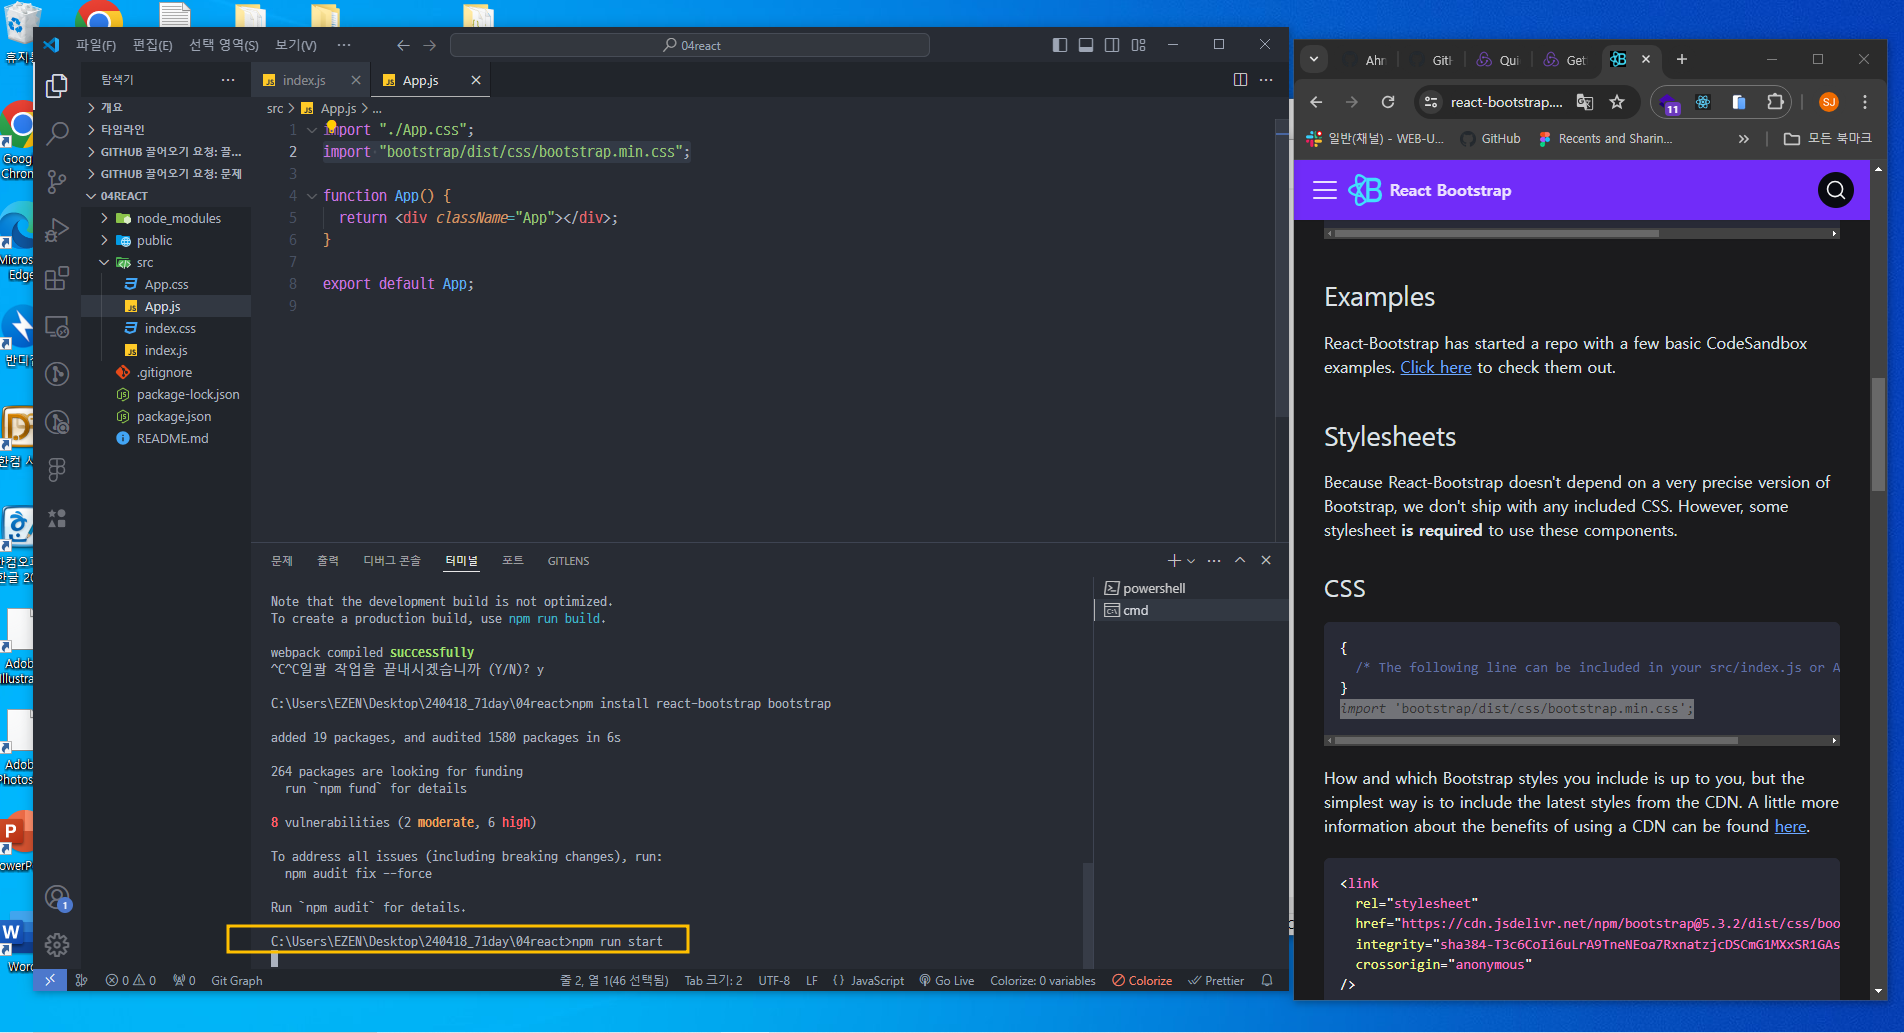 휴지통
파일(F) 편집(E) 선택 영역(S) 보기(V) ···
04react
탐색기
개요
타임라인
GITHUB 끌어오기 요청: 끌...
GITHUB 끌어오기 요청: 문제
04REACT
node_modules
public
src
App.css
App.js
index.css
index.js
.gitignore
package-lock.json
package.json
README.md
index.js
App.js
src > App.js > ...
1 import "./App.css";
2 import "bootstrap/dist/css/bootstrap.min.css";
3
4 function App() {
5 return <div className="App"></div>;
6 }
7
8 export default App;
9
문제 출력 디버그 콘솔 터미널 포트 GITLENS
powershell
cmd
Note that the development build is not optimized.
To create a production build, use npm run build.
webpack compiled successfully
^C^C일괄 작업을 끝내시겠습니까 (Y/N)? y
C:\Users\EZEN\Desktop\240418_71day\04react>npm install react-bootstrap bootstrap
added 19 packages, and audited 1580 packages in 6s
264 packages are looking for funding
run `npm fund` for details
8 vulnerabilities (2 moderate, 6 high)
To address all issues (including breaking changes), run:
npm audit fix --force
Run `npm audit` for details.
C:\Users\EZEN\Desktop\240418_71day\04react>npm run start
0 0 0 Git Graph 줄 2, 열 1(46 선택됨) Tab 크기: 2 UTF-8 LF {} JavaScript Go Live Colorize: 0 variables Colorize Prettier
1
Goog
Chron
Micros
Edge
반디
한컴
한컴오
한글 20
Adob
Illustra
Adob
Photos
PowerP
Word
Ahn Git Qui Get
react-bootstrap....
11
SJ
일반(채널) - WEB-U... GitHub Recents and Sharin... » 모든 북마크
React Bootstrap
Examples
React-Bootstrap has started a repo with a few basic CodeSandbox
examples. Click here to check them out.
Stylesheets
Because React-Bootstrap doesn't depend on a very precise version of
Bootstrap, we don't ship with any included CSS. However, some
stylesheet is required to use these components.
CSS
{
/* The following line can be included in your src/index.js or A
}
import 'bootstrap/dist/css/bootstrap.min.css';
How and which Bootstrap styles you include is up to you, but the
simplest way is to include the latest styles from the CDN. A little more
information about the benefits of using a CDN can be found here.
<link
rel="stylesheet"
href="https://cdn.jsdelivr.net/npm/bootstrap@5.3.2/dist/css/boo
integrity="sha384-T3c6CoIi6uLrA9TneNEoa7RxnatzjcDSCmG1MXxSR1GAs
crossorigin="anonymous"
/>